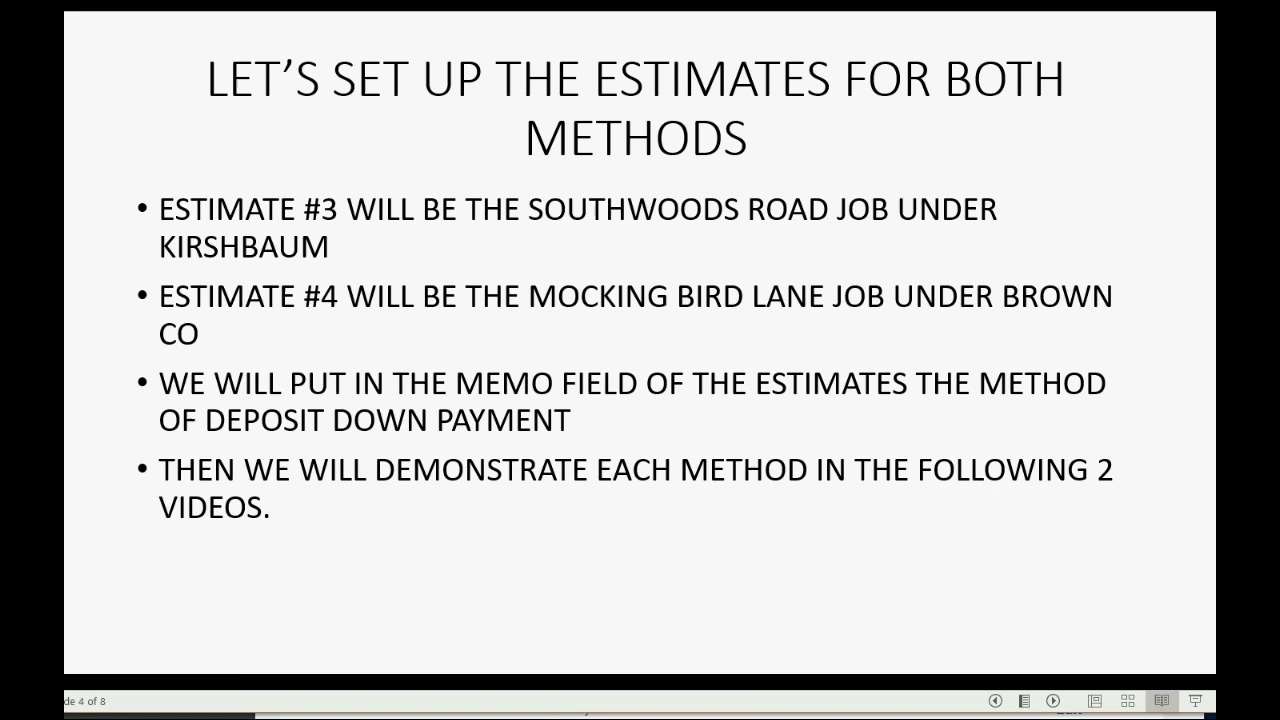 LET’S SET UP THE ESTIMATES FOR BOTH
METHODS
• ESTIMATE #3 WILL BE THE SOUTHWOODS ROAD JOB UNDER
KIRSHBAUM
• ESTIMATE #4 WILL BE THE MOCKING BIRD LANE JOB UNDER BROWN
CO
• WE WILL PUT IN THE MEMO FIELD OF THE ESTIMATES THE METHOD
OF DEPOSIT DOWN PAYMENT
• THEN WE WILL DEMONSTRATE EACH METHOD IN THE FOLLOWING 2
VIDEOS.
de 4 of 8